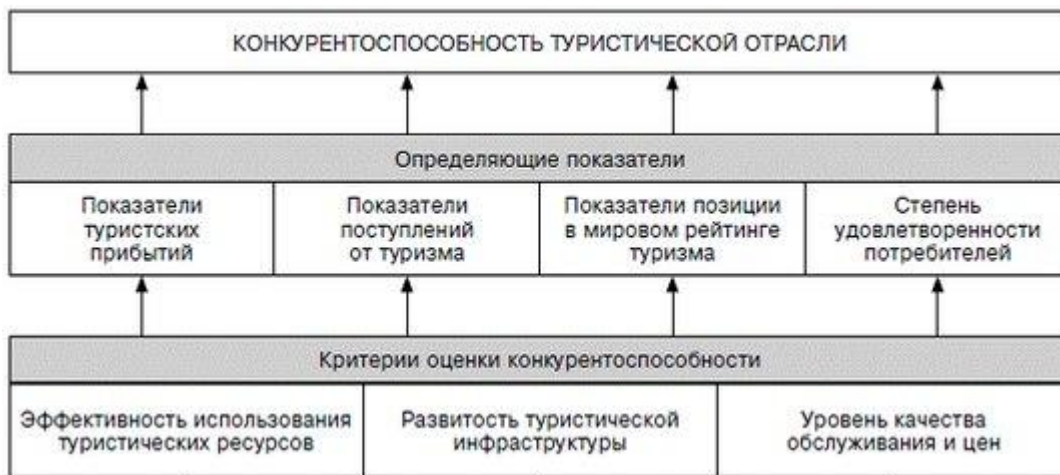 КОНКУРЕНТОСПОСОБНОСТЬ ТУРИСТИЧЕСКОЙ ОТРАСЛИ
Определяющие показатели
Показатели
туристских
прибытий
Показатели
поступлений
от туризма
Показатели позиции
в мировом рейтинге
туризма
Степень
удовлетворенности
потребителей
Критерии оценки конкурентоспособности
Эффективность использования
туристических ресурсов
Развитость туристической
инфраструктуры
Уровень качества
обслуживания и цен